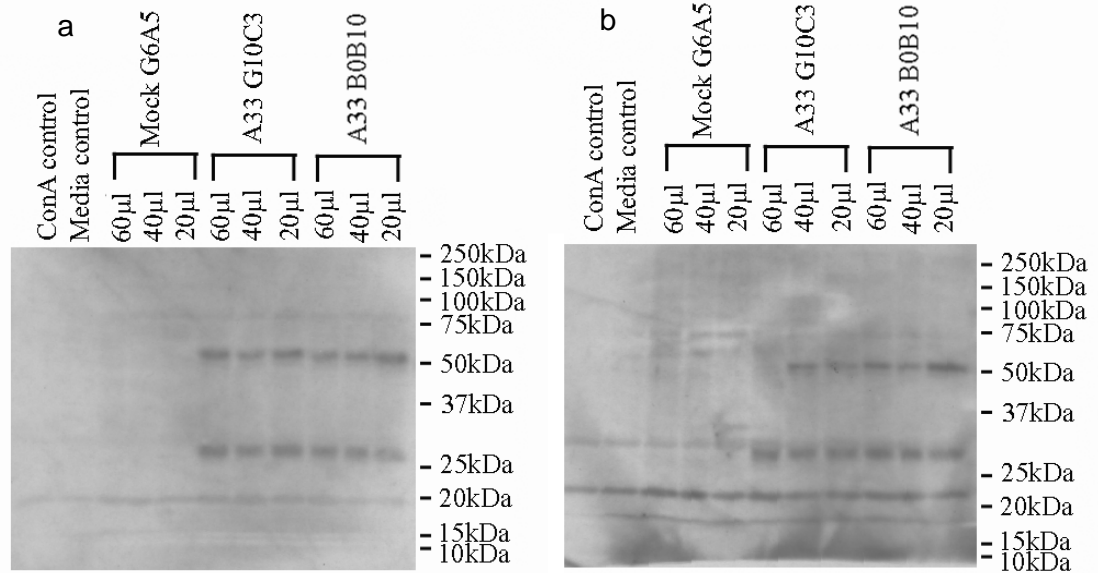 a
ConA control
Media control
Mock G6A5
A33 G10C3
A33 B0B10
60µl
40µl
20µl
60µl
40µl
20µl
60µl
40µl
20µl
250kDa
150kDa
100kDa
75kDa
50kDa
37kDa
25kDa
20kDa
15kDa
10kDa
b
ConA control
Media control
Mock G6A5
A33 G10C3
A33 B0B10
60µl
40µl
20µl
60µl
40µl
20µl
60µl
40µl
20µl
250kDa
150kDa
100kDa
75kDa
50kDa
37kDa
25kDa
20kDa
15kDa
10kDa